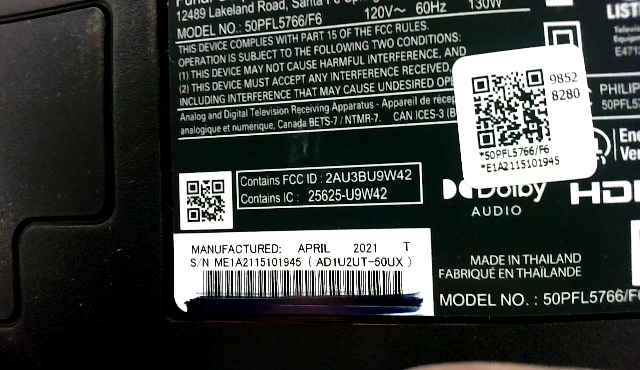 12489 Lakeland Road, Santa Fe
MODEL NO.: 50PFL5766/F6 120V~ 60Hz 130W
THIS DEVICE COMPLIES WITH PART 15 OF THE FCC RULES.
OPERATION IS SUBJECT TO THE FOLLOWING TWO CONDITIONS:
(1) THIS DEVICE MAY NOT CAUSE HARMFUL INTERFERENCE, AND
(2) THIS DEVICE MUST ACCEPT ANY INTERFERENCE RECEIVED,
INCLUDING INTERFERENCE THAT MAY CAUSE UNDESIRED
Analog and Digital Television Receiving Apparatus - Appareil de
analogique et numérique, Canada BETS-7 / NTMR-7. CAN ICES-3
Contains FCC ID : 2AU3BU9W42
Contains IC : 25625-U9W42
MANUFACTURED: APRIL 2021 T
S/N ME1A2115101945 (AD1U2UT-50UX)
9852
8280
*50PFL5766/F6
*E1A2115101945
Dolby
AUDIO
MADE IN THAILAND
FABRIQUÉ EN THAÏLANDE
MODEL NO. : 50PFL5766/F6